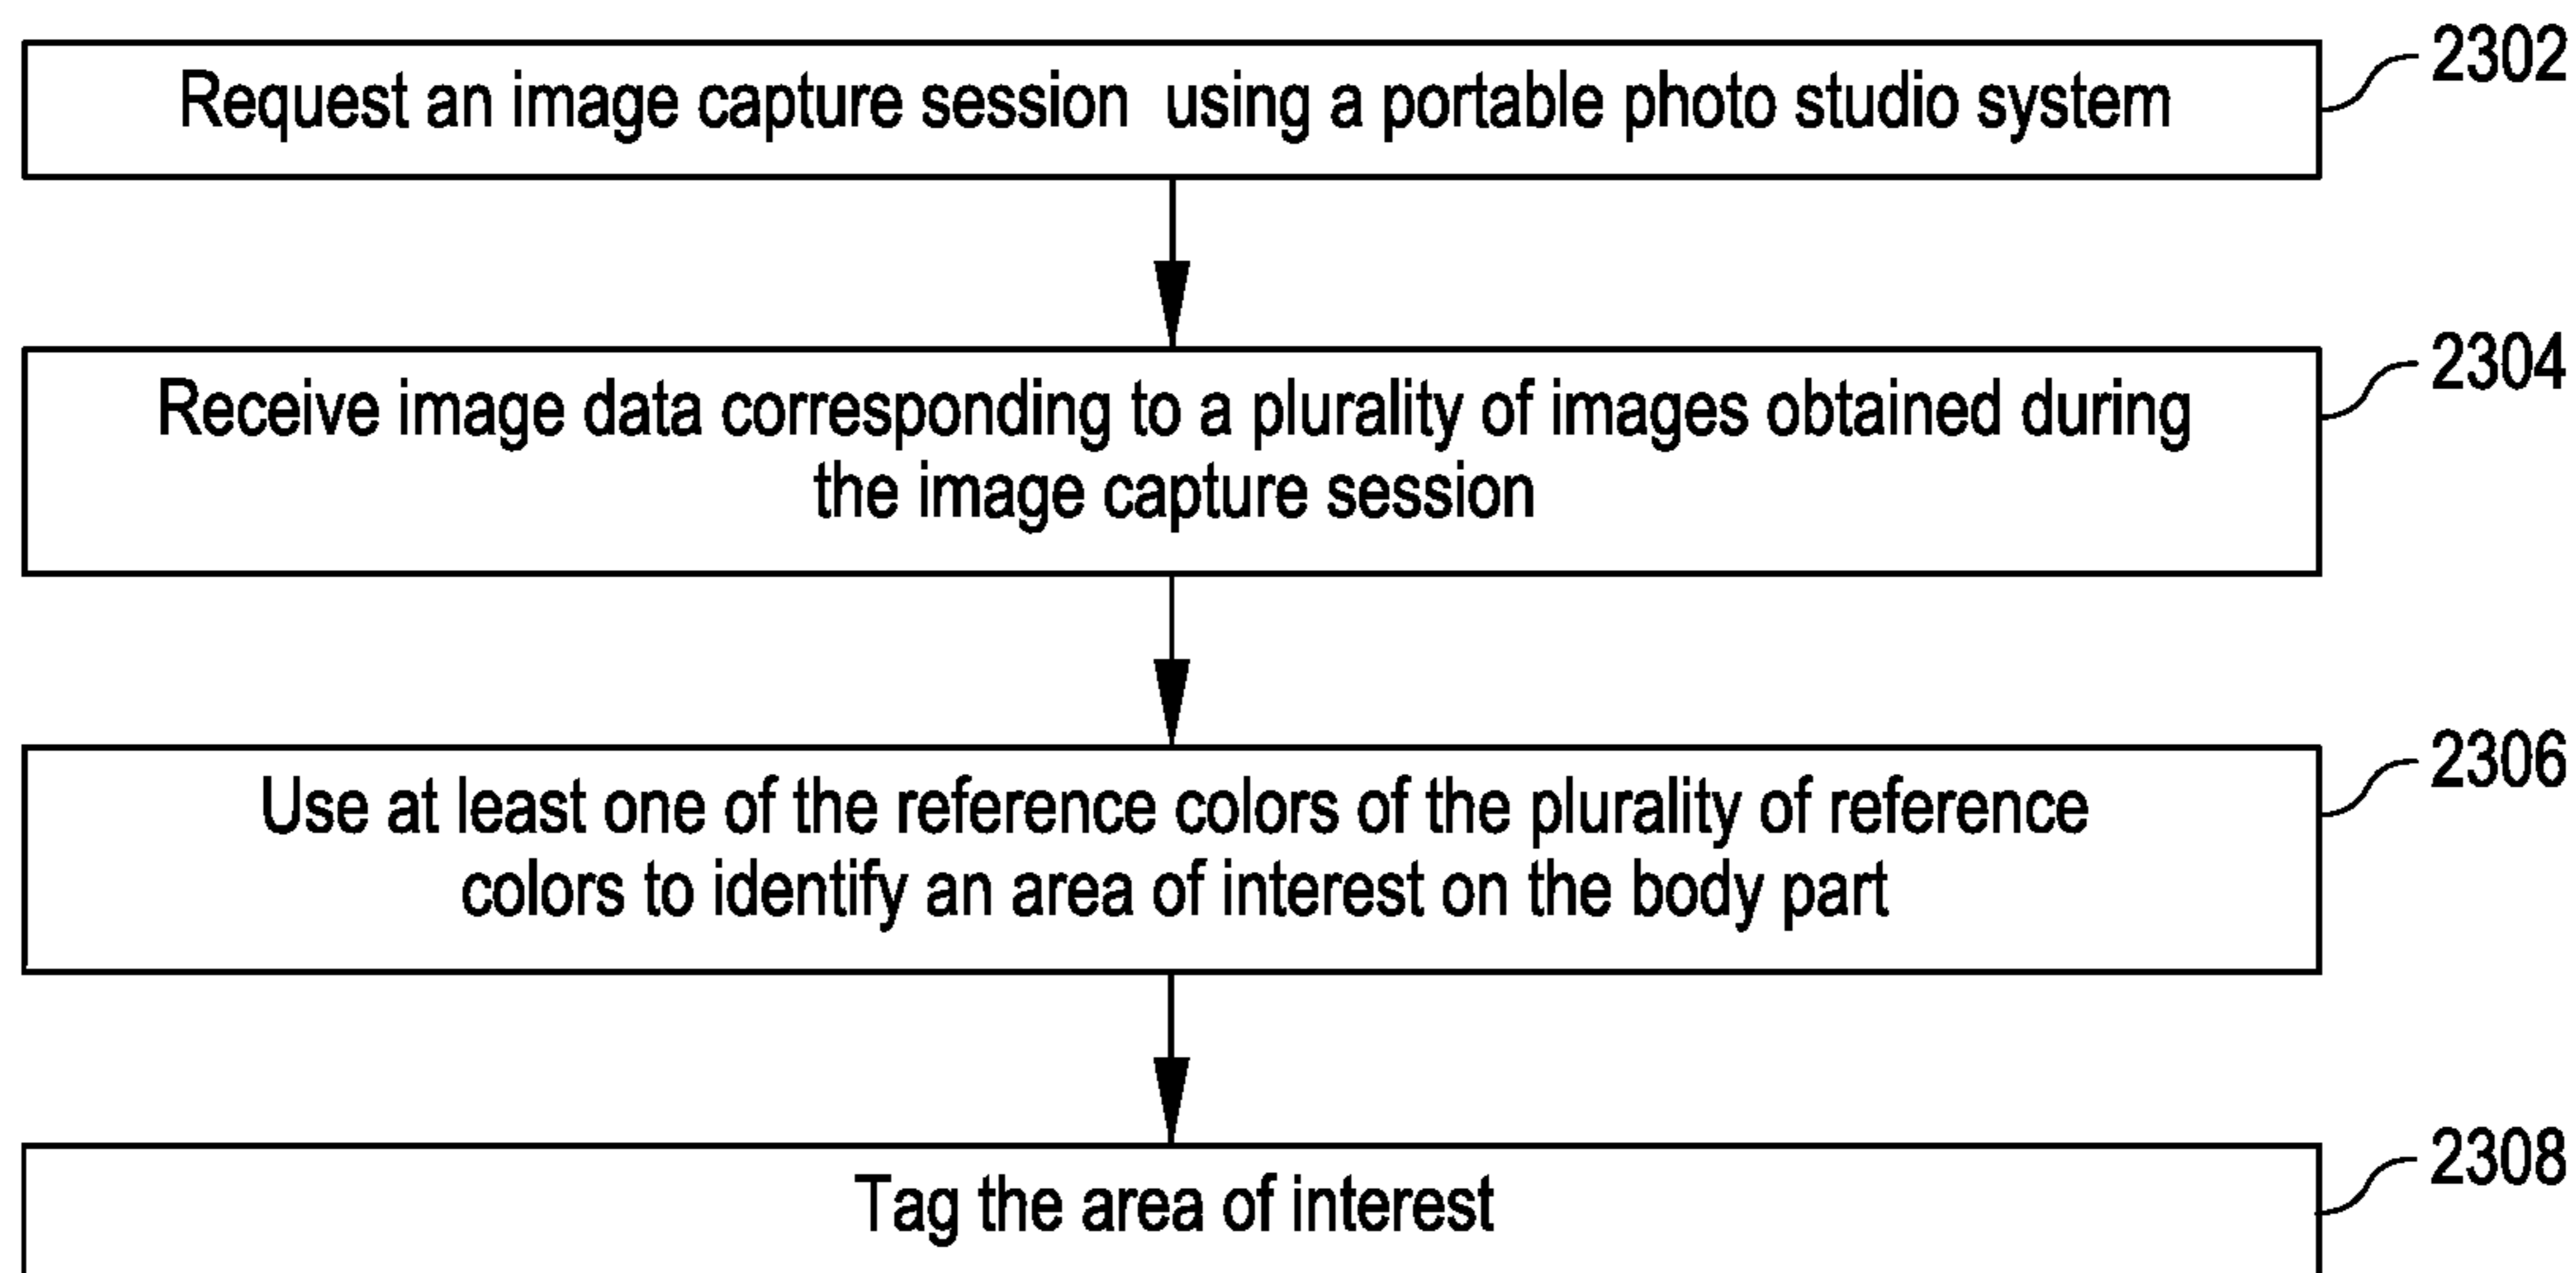 Request an image capture session using a portable photo studio system
2302
Receive image data corresponding to a plurality of images obtained during
the image capture session
2304
Use at least one of the reference colors of the plurality of reference
colors to identify an area of interest on the body part
2306
Tag the area of interest
2308